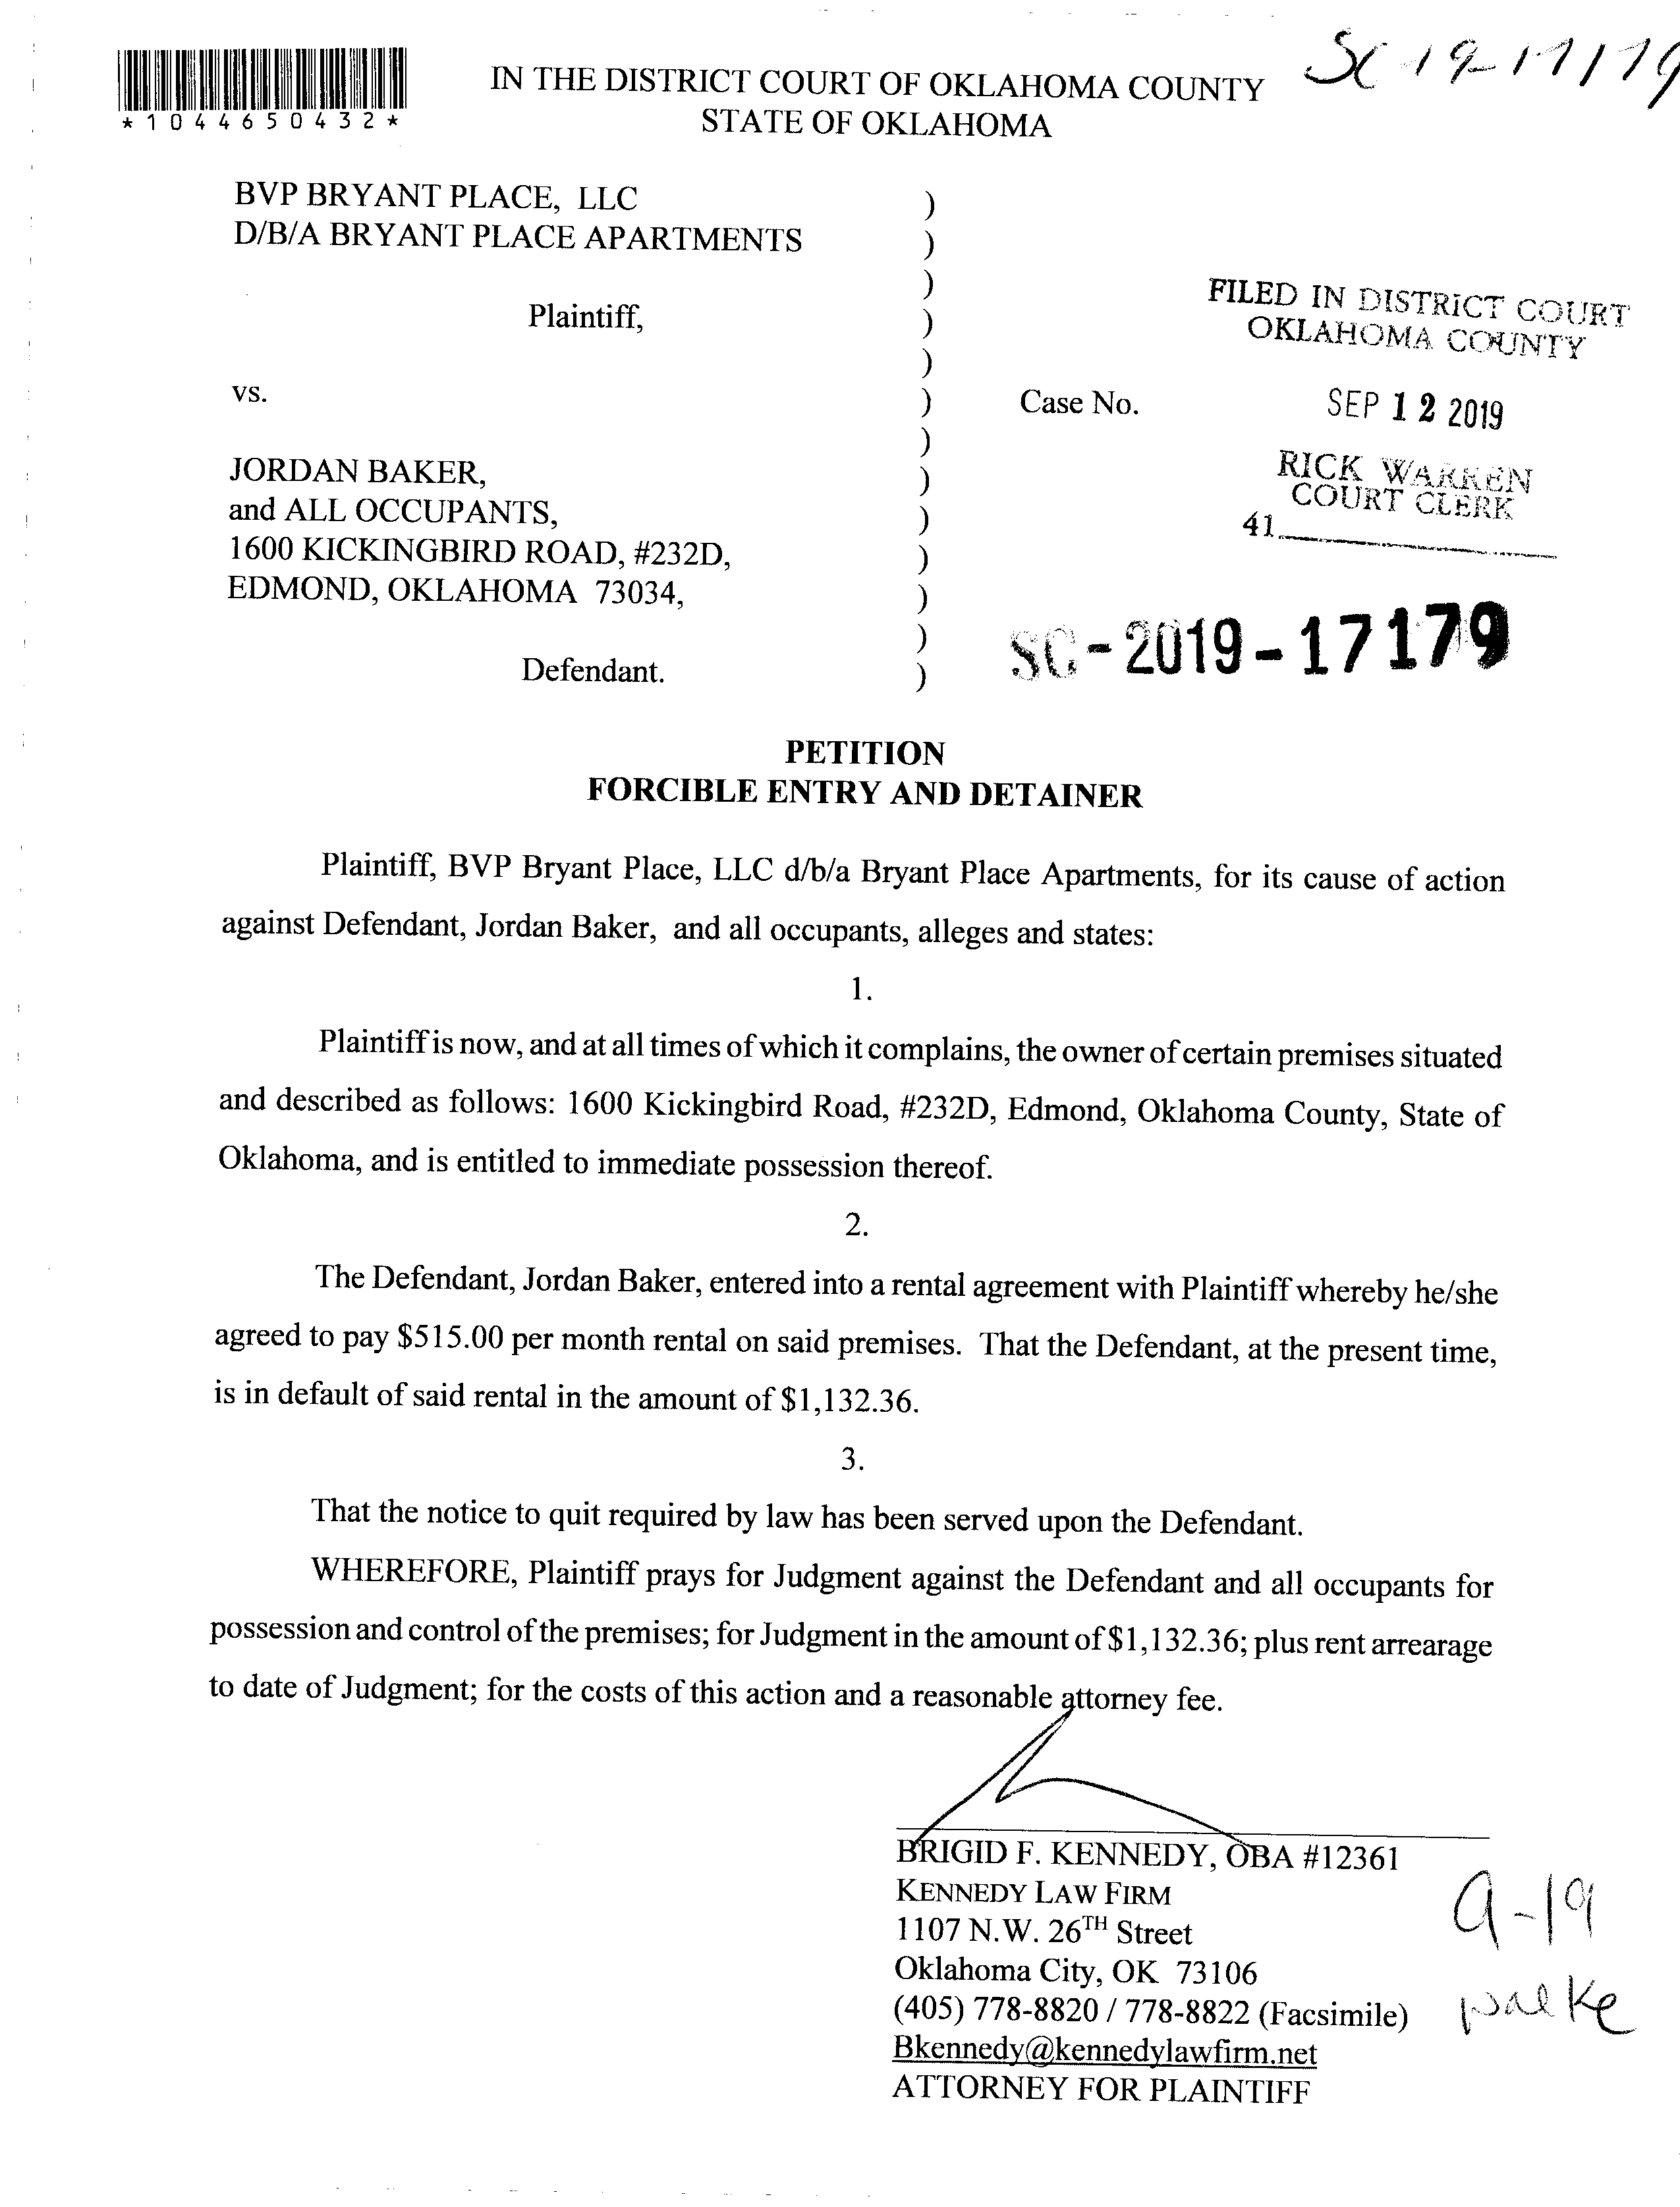 SC-19-17179
*1044650432*
IN THE DISTRICT COURT OF OKLAHOMA COUNTY
STATE OF OKLAHOMA
BVP BRYANT PLACE, LLC )
D/B/A BRYANT PLACE APARTMENTS )
)
Plaintiff, )
)
vs. )
)
JORDAN BAKER, )
and ALL OCCUPANTS, )
1600 KICKINGBIRD ROAD, #232D, )
EDMOND, OKLAHOMA 73034, )
)
Defendant. )
FILED IN DISTRICT COURT
OKLAHOMA COUNTY
Case No.
SEP 12 2019
RICK WARREN
COURT CLERK
41
SC-2019-17179
PETITION
FORCIBLE ENTRY AND DETAINER
Plaintiff, BVP Bryant Place, LLC d/b/a Bryant Place Apartments, for its cause of action
against Defendant, Jordan Baker, and all occupants, alleges and states:
1.
Plaintiff is now, and at all times of which it complains, the owner of certain premises situated
and described as follows: 1600 Kickingbird Road, #232D, Edmond, Oklahoma County, State of
Oklahoma, and is entitled to immediate possession thereof.
2.
The Defendant, Jordan Baker, entered into a rental agreement with Plaintiff whereby he/she
agreed to pay $515.00 per month rental on said premises. That the Defendant, at the present time,
is in default of said rental in the amount of $1,132.36.
3.
That the notice to quit required by law has been served upon the Defendant.
WHEREFORE, Plaintiff prays for Judgment against the Defendant and all occupants for
possession and control of the premises; for Judgment in the amount of $1,132.36; plus rent arrearage
to date of Judgment; for the costs of this action and a reasonable attorney fee.
BRIGID F. KENNEDY, OBA #12361
KENNEDY LAW FIRM
1107 N.W. 26TH Street
Oklahoma City, OK 73106
(405) 778-8820 / 778-8822 (Facsimile)
Bkennedy@kennedylawfirm.net
ATTORNEY FOR PLAINTIFF
9-19